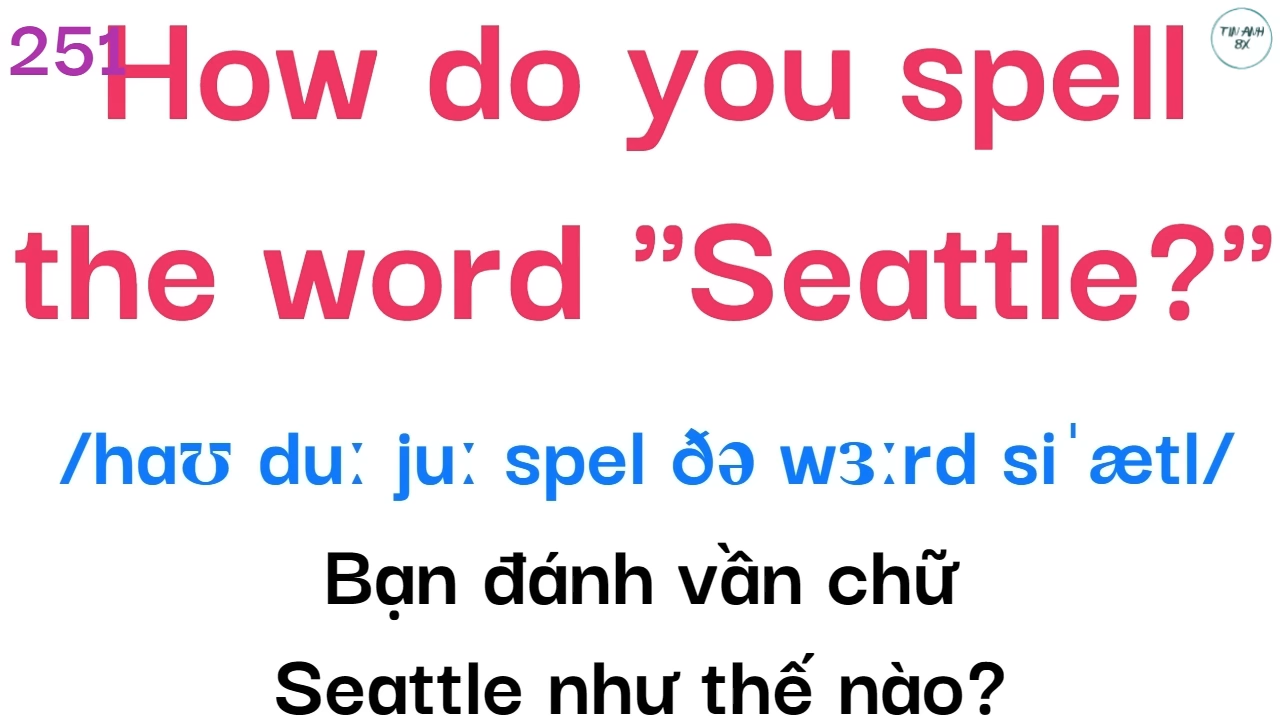 251
How do you spell
the word ”Seattle?”
/haʊ duː juː spel ðə wɜːrd siˈætl/
Bạn đánh vần chữ
Seattle như thế nào?
TIN ANH
8X